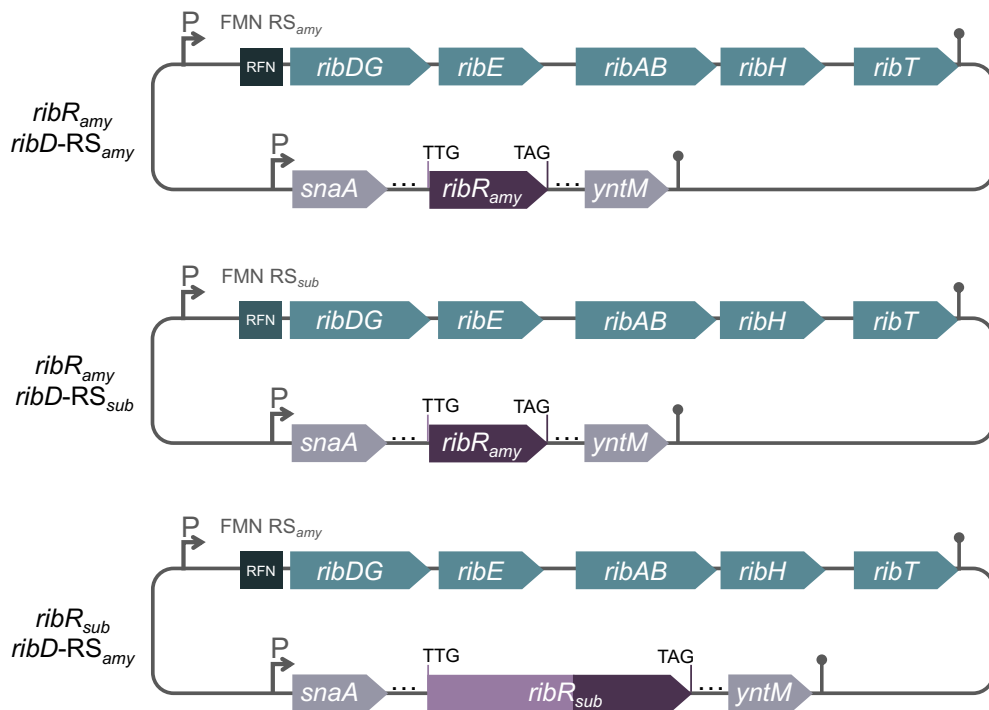 P FMN RSamy
RFN ribDG ribE ribAB ribH ribT
ribRamy
ribD-RSamy
P TTG TAG
snaA ... ribRamy ... yntM
P FMN RSsub
RFN ribDG ribE ribAB ribH ribT
ribRamy
ribD-RSsub
P TTG TAG
snaA ... ribRamy ... yntM
P FMN RSamy
RFN ribDG ribE ribAB ribH ribT
ribRsub
ribD-RSamy
P TTG TAG
snaA ... ribRsub ... yntM